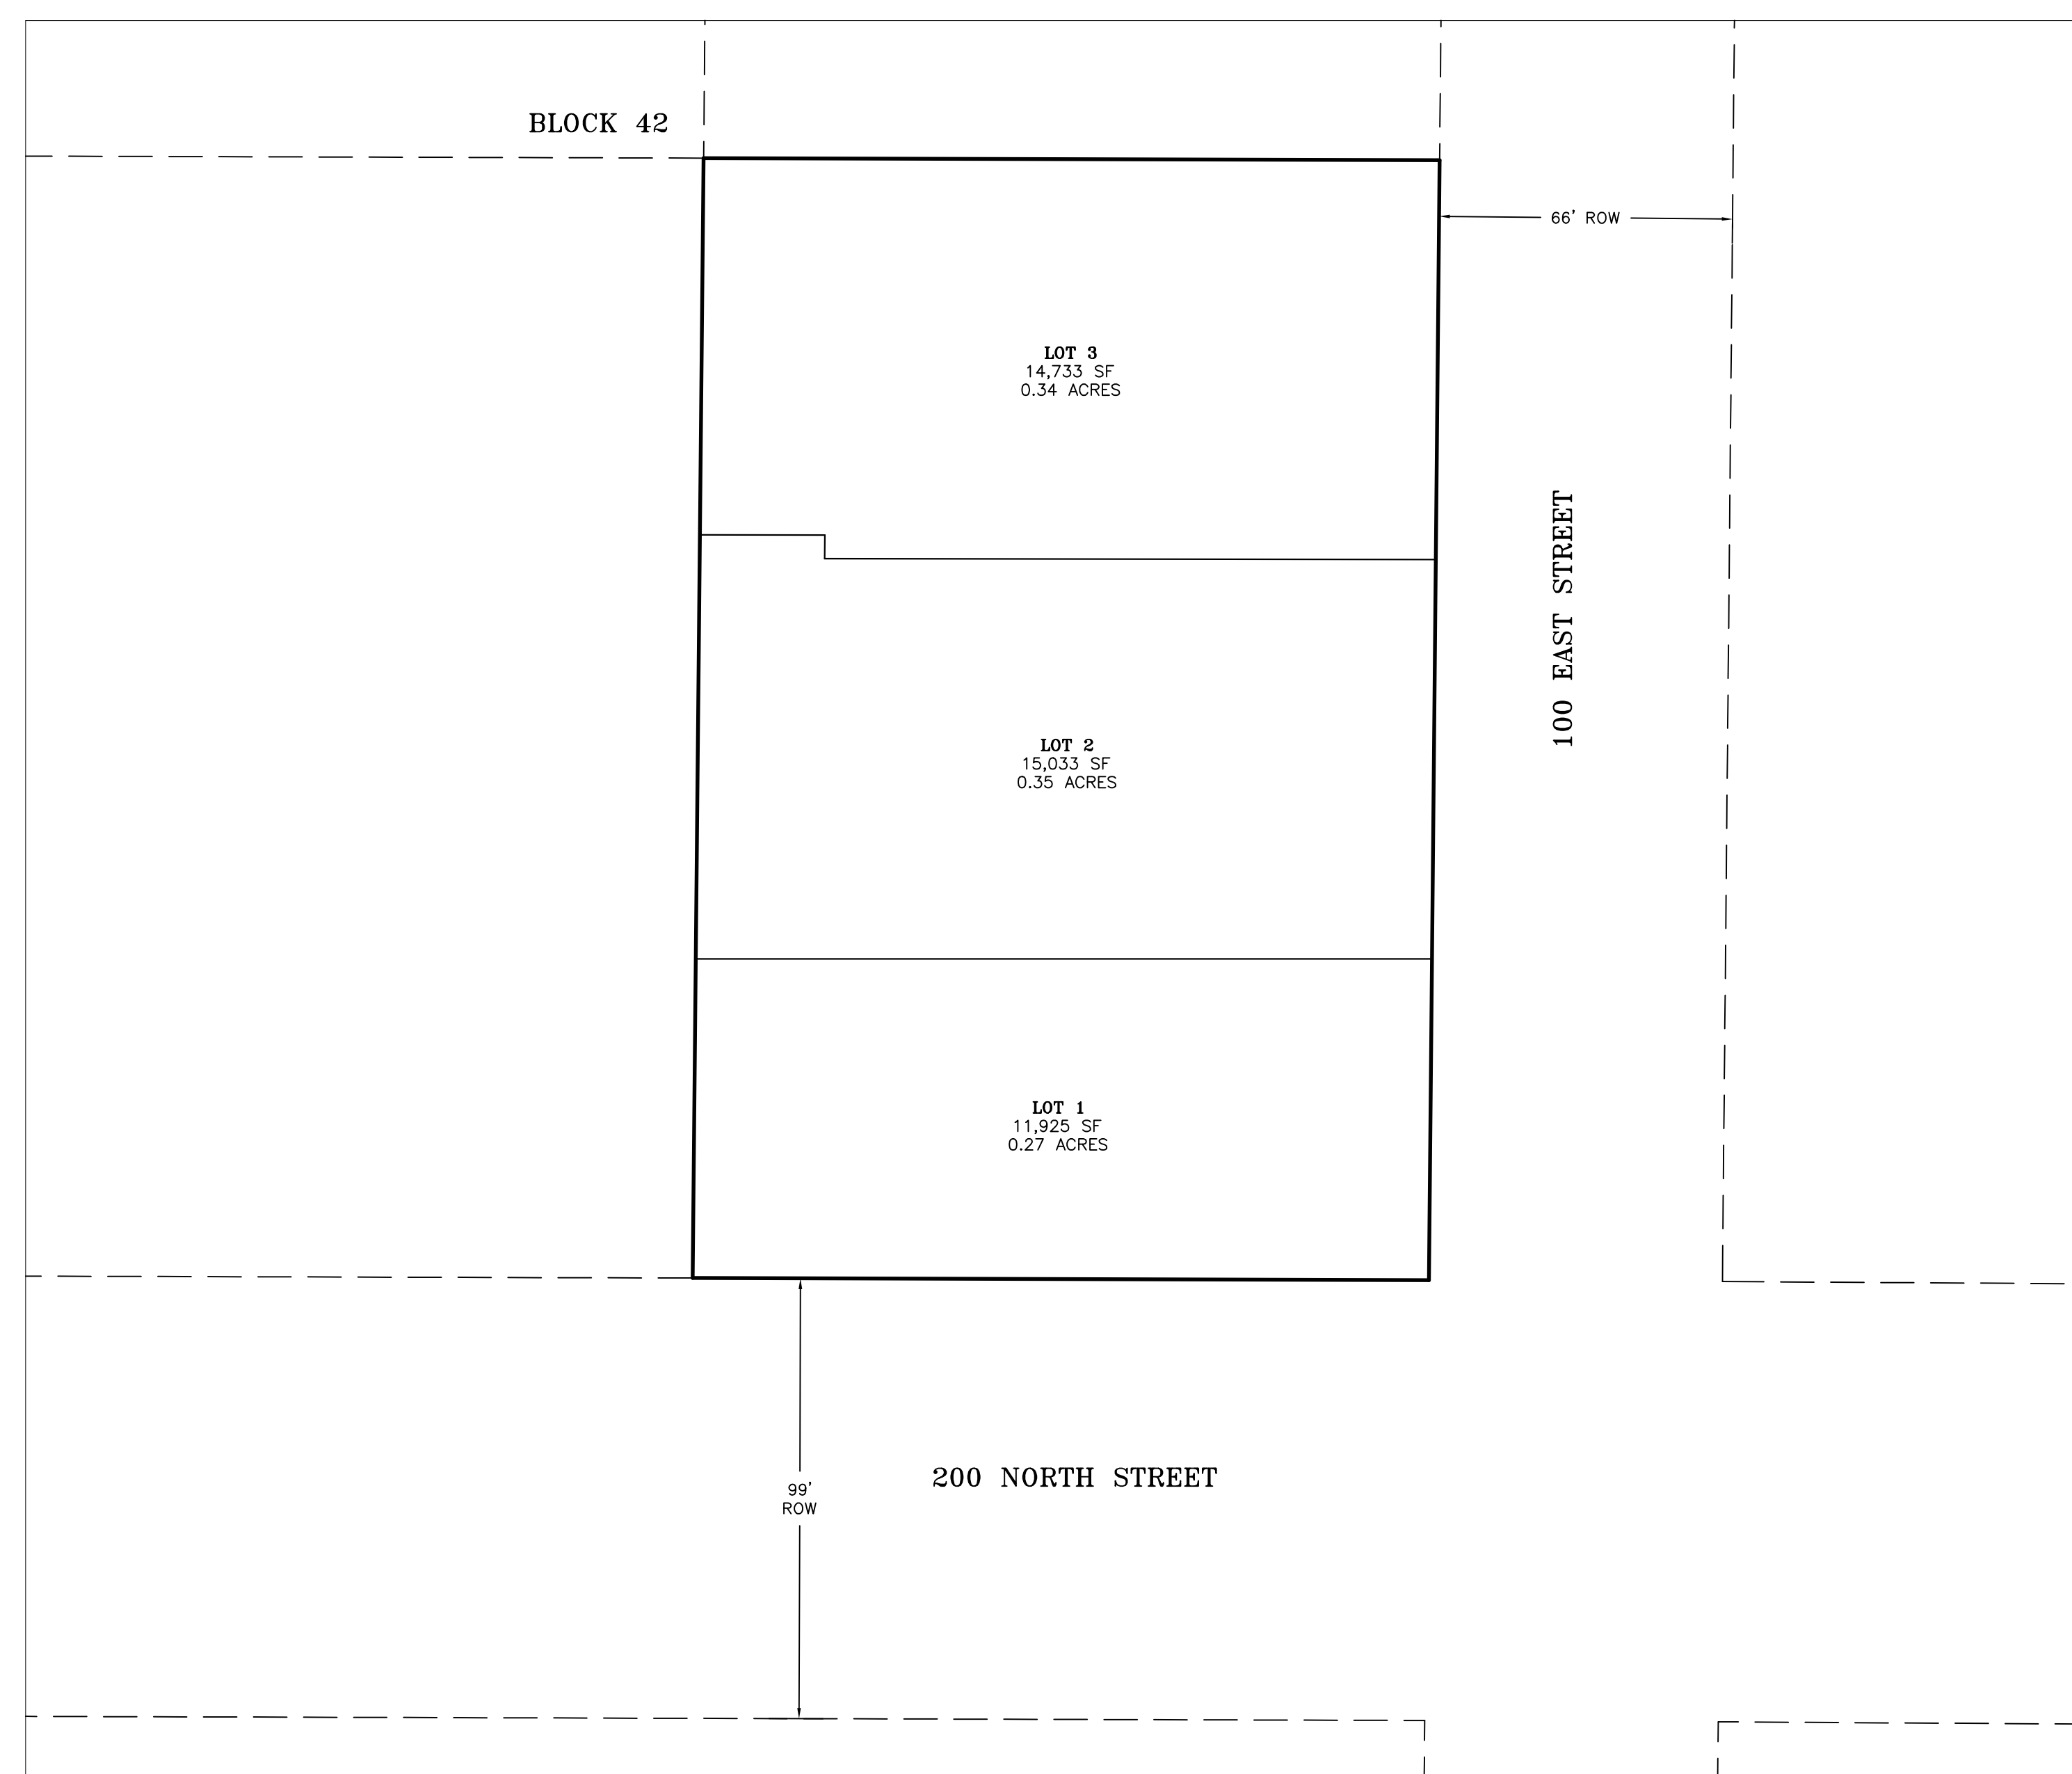 BLOCK 42
66' ROW
LOT 3
14,733 SF
0.34 ACRES
100 EAST STREET
LOT 2
15,033 SF
0.35 ACRES
LOT 1
11,925 SF
0.27 ACRES
200 NORTH STREET
99'
ROW